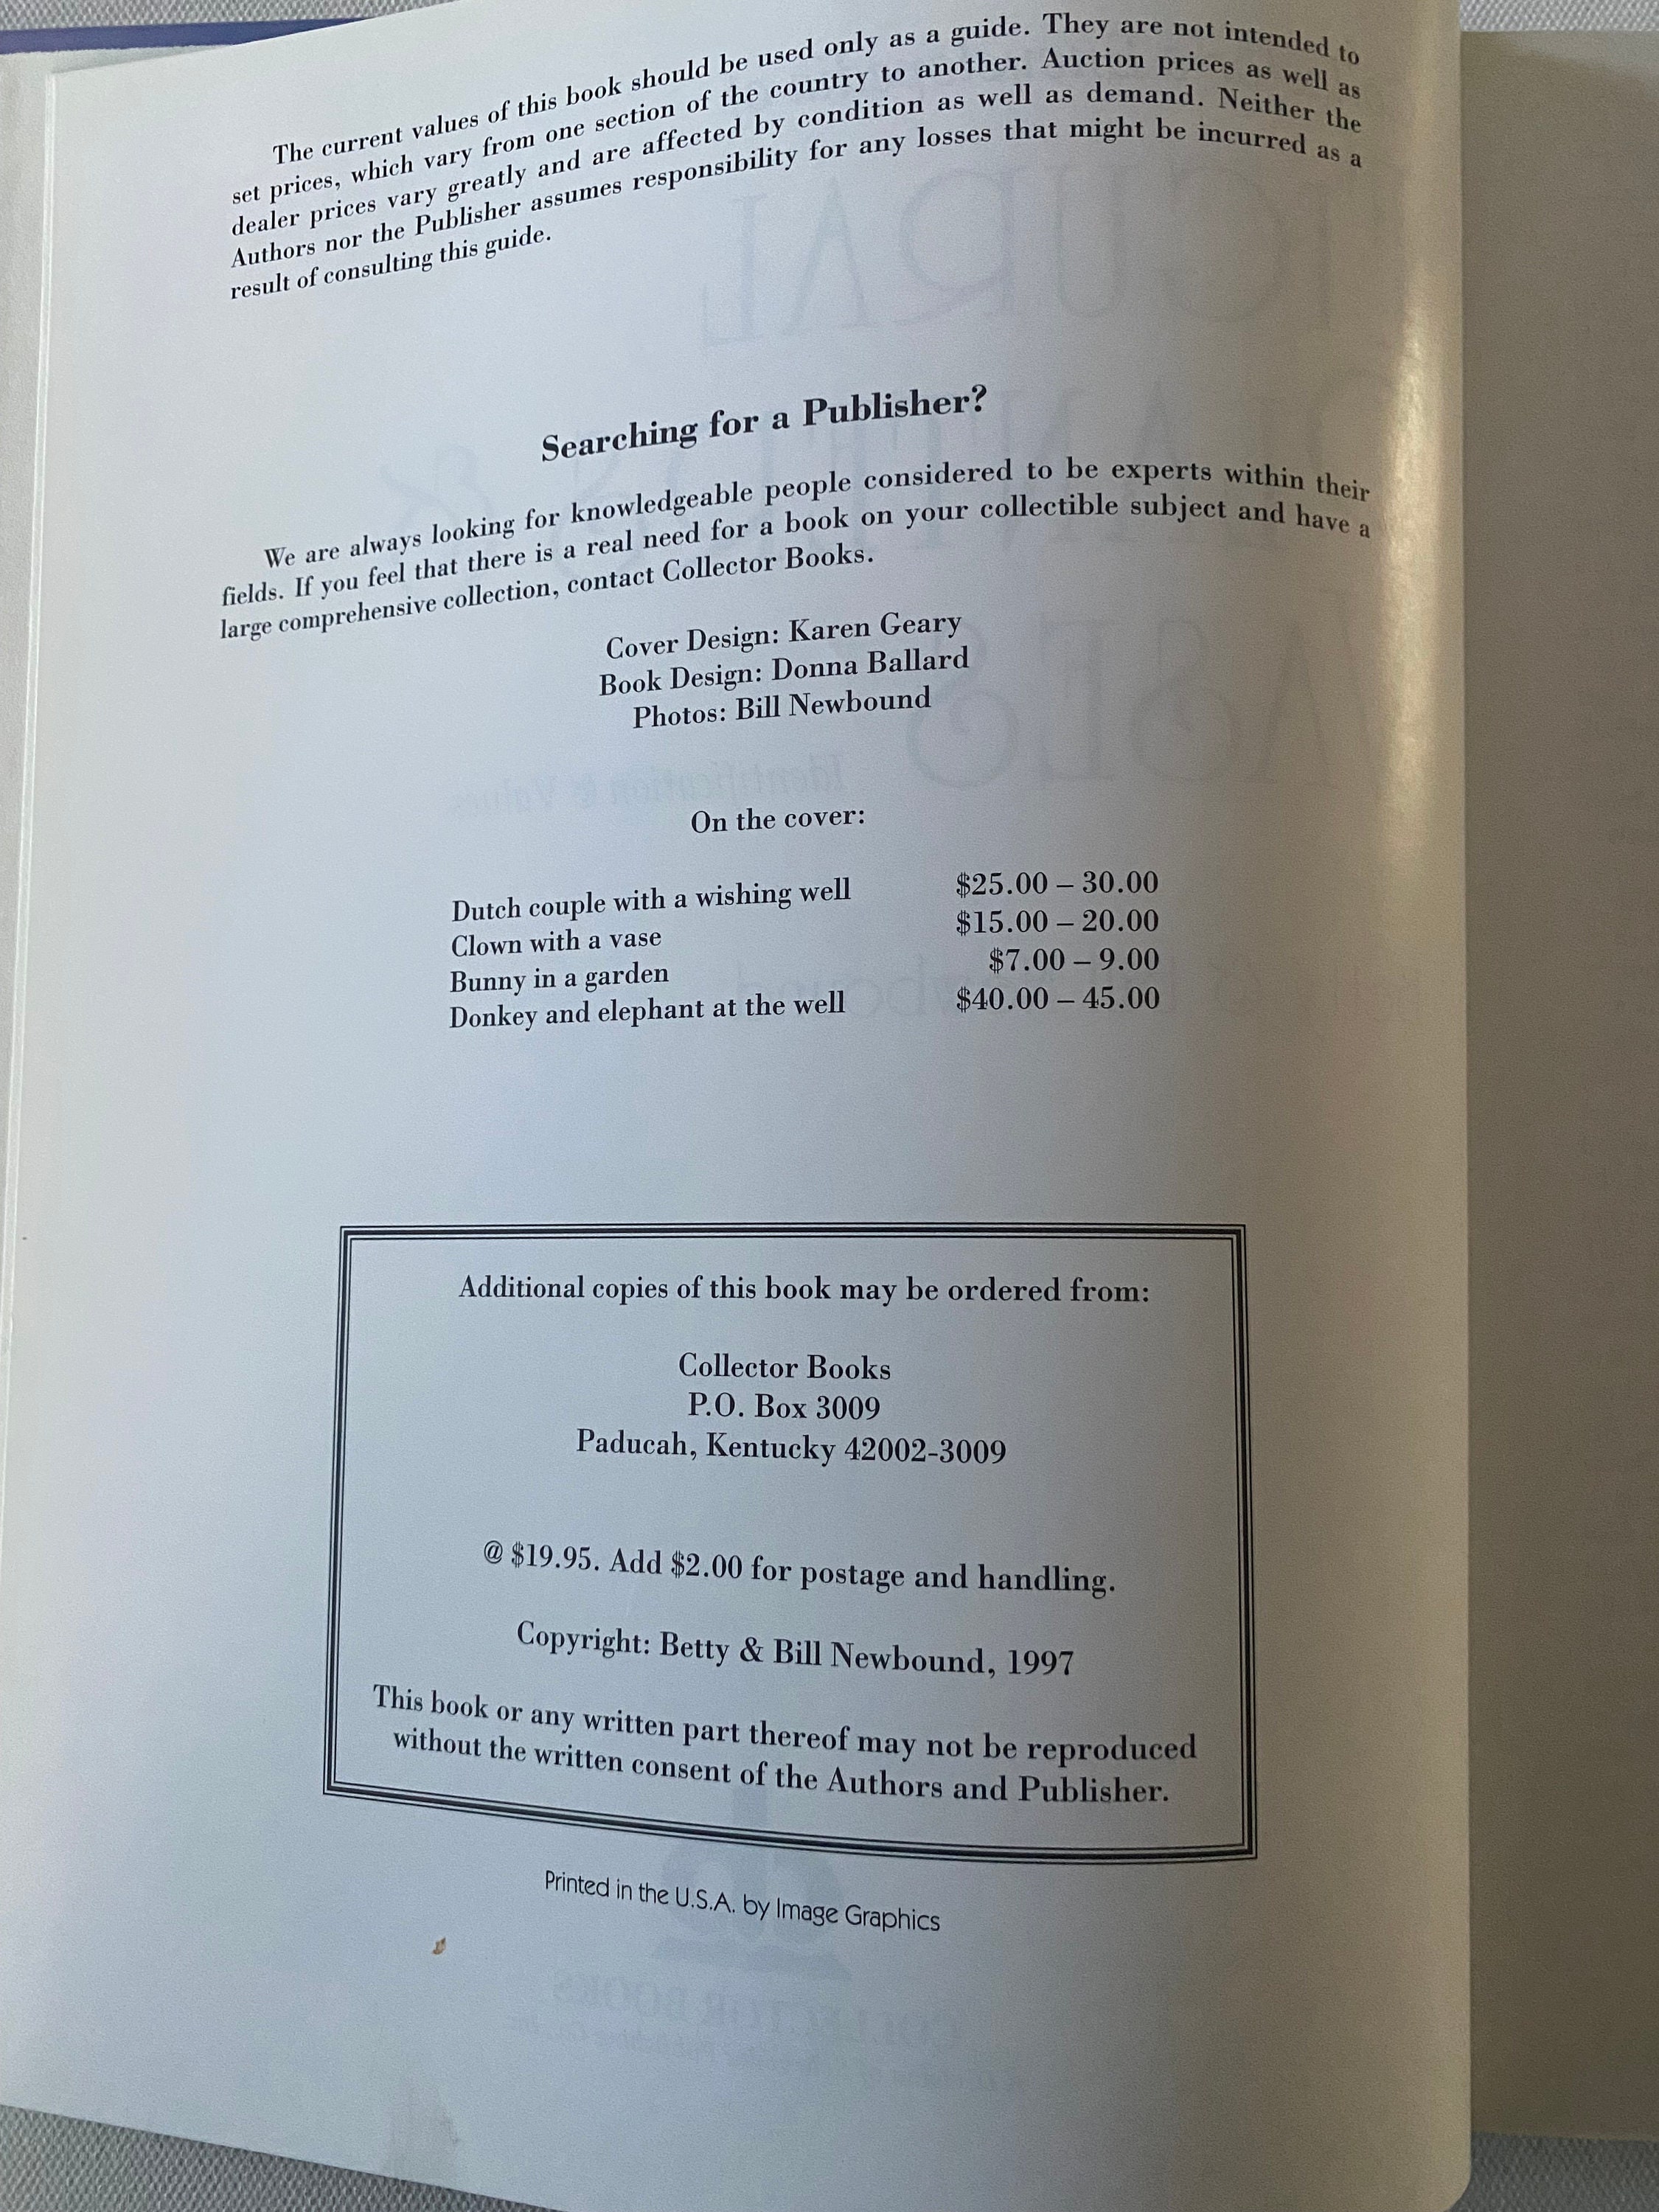 The current values of this book should be used only as a guide. They are not intended to
set prices, which vary from one section of the country to another. Auction prices as well as
dealer prices vary greatly and are affected by condition as well as demand. Neither the
Authors nor the Publisher assumes responsibility for any losses that might be incurred as a
result of consulting this guide.
Searching for a Publisher?
We are always looking for knowledgeable people considered to be experts within their
fields. If you feel that there is a real need for a book on your collectible subject and have a
large comprehensive collection, contact Collector Books.
Cover Design: Karen Geary
Book Design: Donna Ballard
Photos: Bill Newbound
On the cover:
Dutch couple with a wishing well $25.00 – 30.00
Clown with a vase $15.00 – 20.00
Bunny in a garden $7.00 – 9.00
Donkey and elephant at the well $40.00 – 45.00
Additional copies of this book may be ordered from:
Collector Books
P.O. Box 3009
Paducah, Kentucky 42002-3009
@ $19.95. Add $2.00 for postage and handling.
Copyright: Betty & Bill Newbound, 1997
This book or any written part thereof may not be reproduced
without the written consent of the Authors and Publisher.
Printed in the U.S.A. by Image Graphics